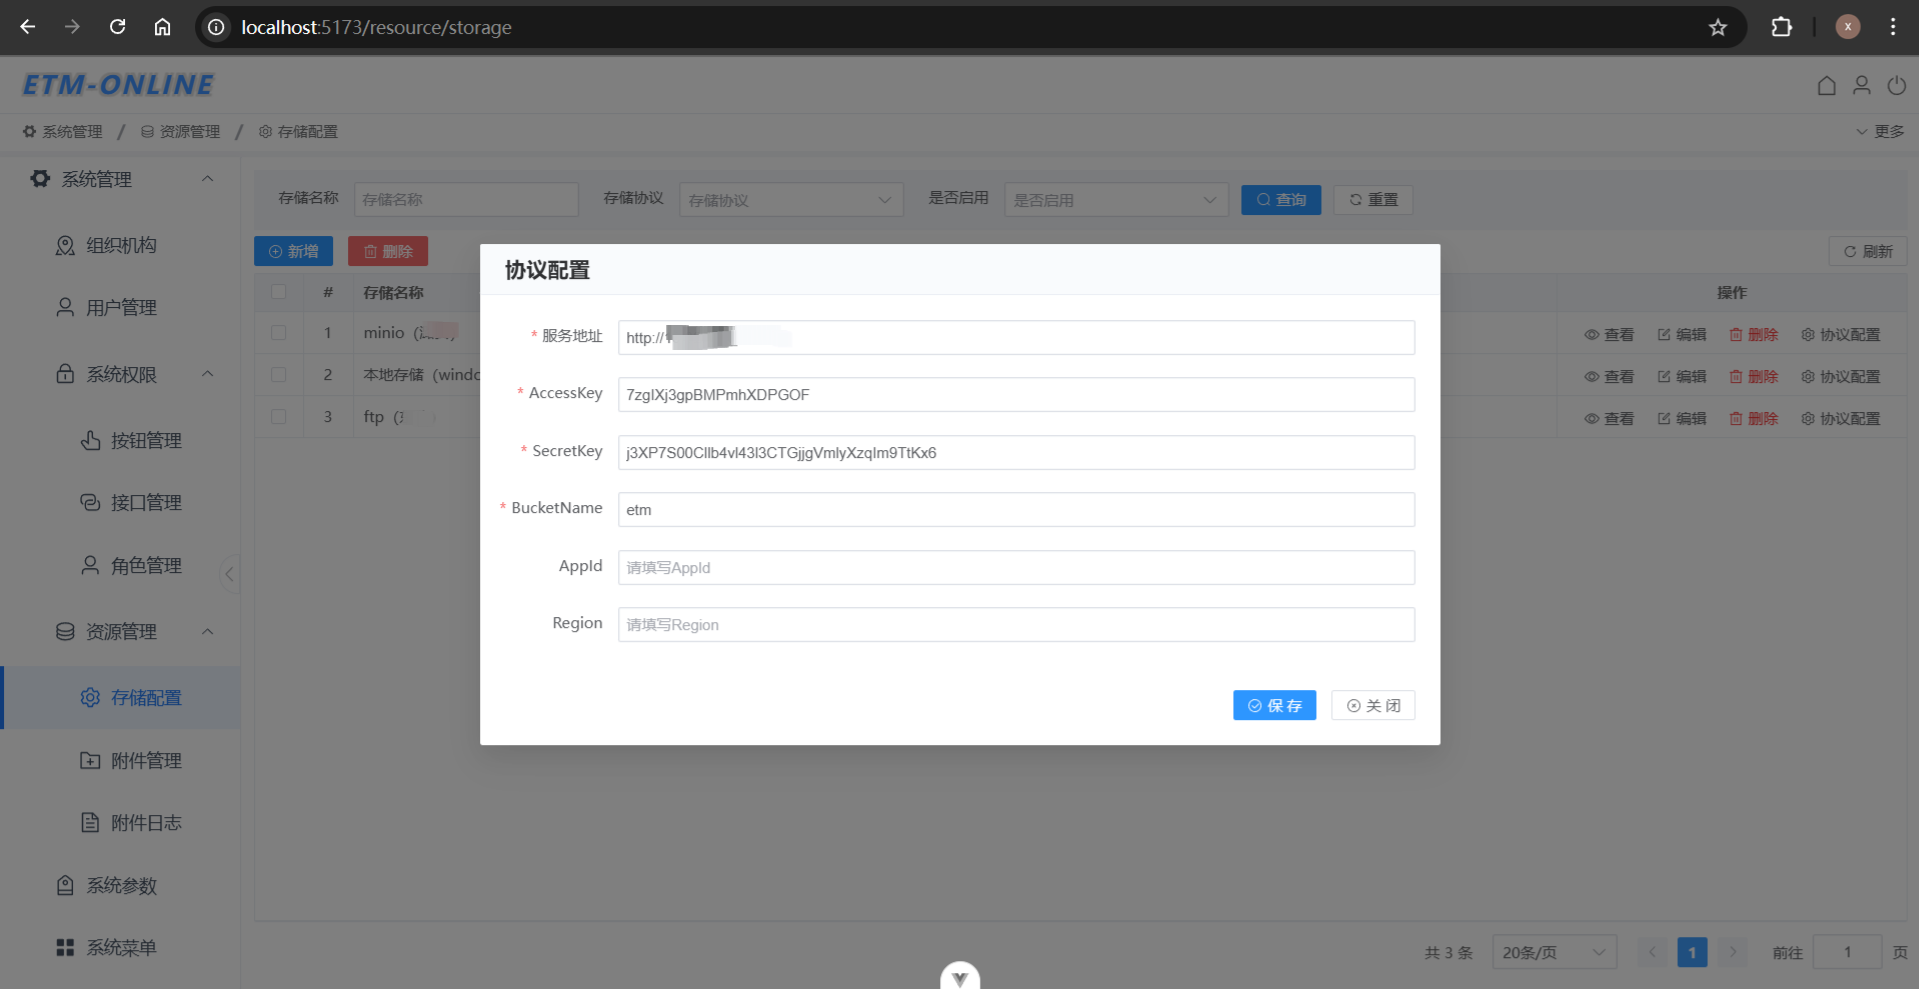 localhost:5173/resource/storage
x
ETM-ONLINE
系统管理 / 资源管理 / 存储配置
更多
系统管理
组织机构
用户管理
系统权限
按钮管理
接口管理
角色管理
资源管理
存储配置
附件管理
附件日志
系统参数
系统菜单
存储名称 存储名称 存储协议 存储协议 是否启用 是否启用 查询 重置
新增 删除 刷新
# 存储名称 操作
1 minio 查看 编辑 删除 协议配置
2 本地存储 (windo 查看 编辑 删除 协议配置
3 ftp 查看 编辑 删除 协议配置
协议配置
* 服务地址 http://
* AccessKey 7zgIXj3gpBMPmhXDPGOF
* SecretKey j3XP7S00CIlb4vl43I3CTGjjgVmlyXzqIm9TtKx6
* BucketName etm
AppId 请填写AppId
Region 请填写Region
保存 关闭
共 3 条 20条/页 1 前往 1 页